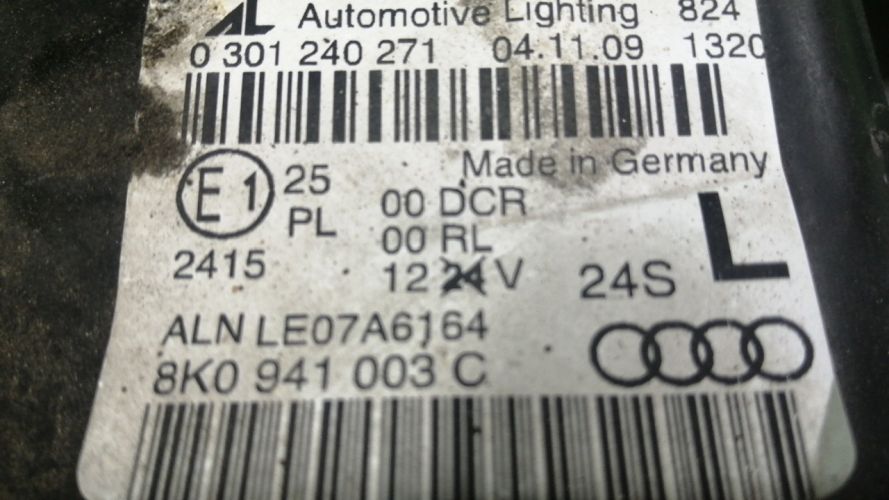 AL Automotive Lighting 824
0 301 240 271 04.11.09 1320
Made in Germany
E1 25 00 DCR L
PL 00 RL
2415 12 24 V 24S
ALN LE07A6164
8K0 941 003 C